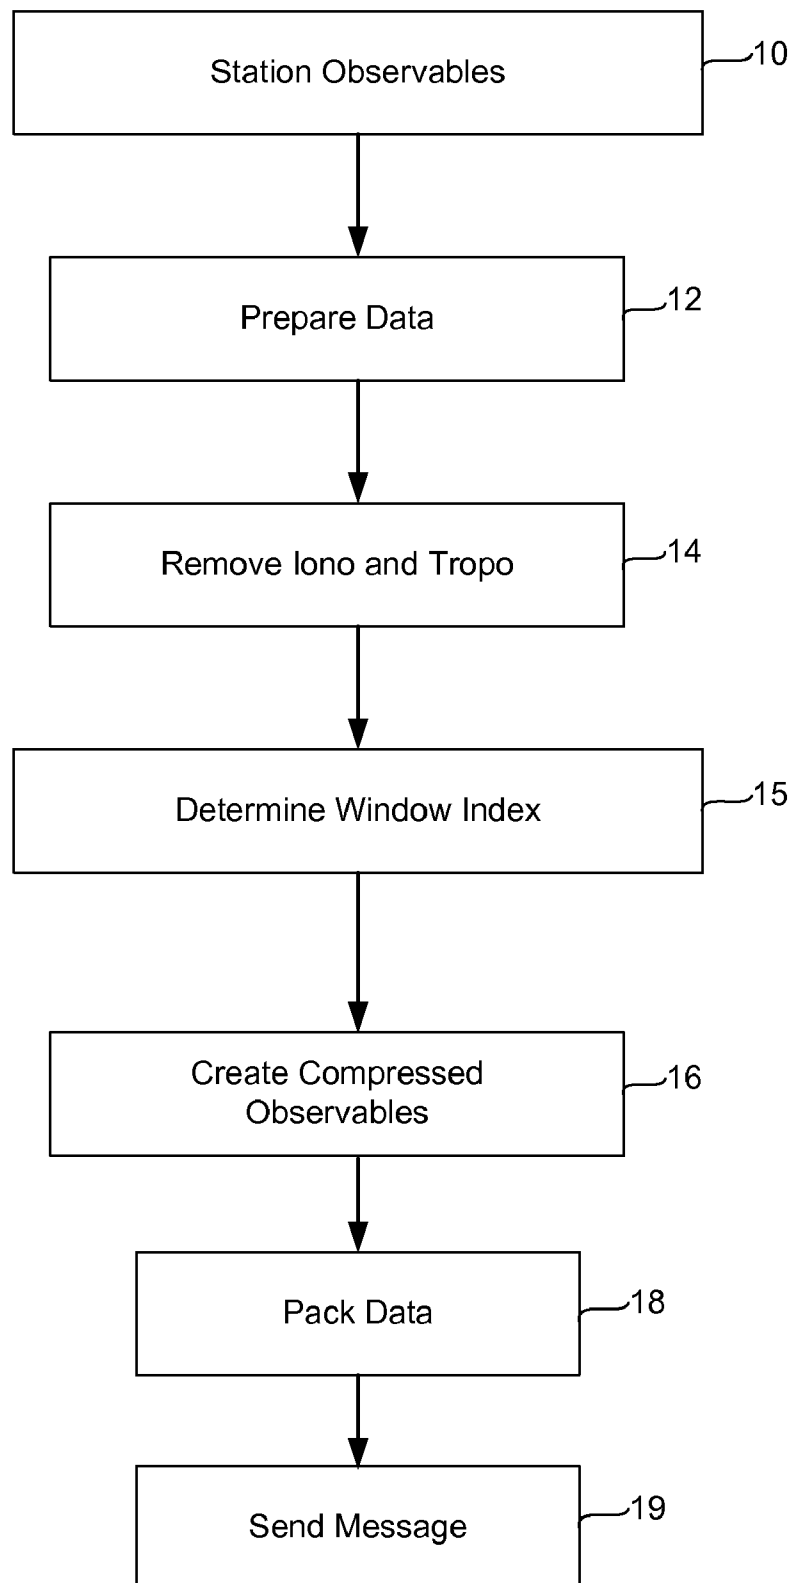 Station Observables
10
Prepare Data
12
Remove Iono and Tropo
14
Determine Window Index
15
Create Compressed
Observables
16
Pack Data
18
Send Message
19